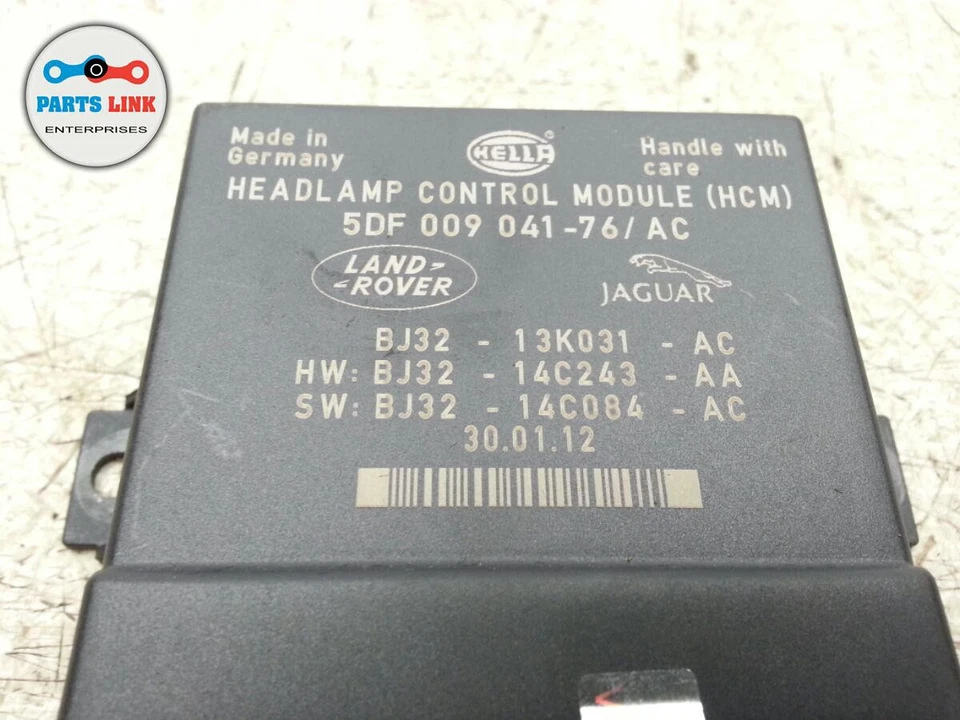 PARTS LINK
ENTERPRISES
Made in
Germany
HELLA
®
Handle with
care
HEADLAMP CONTROL MODULE (HCM)
5DF 009 041-76/ AC
LAND-
-ROVER
JAGUAR
BJ32 - 13K031 - AC
HW: BJ32 - 14C243 - AA
SW: BJ32 - 14C084 - AC
30.01.12